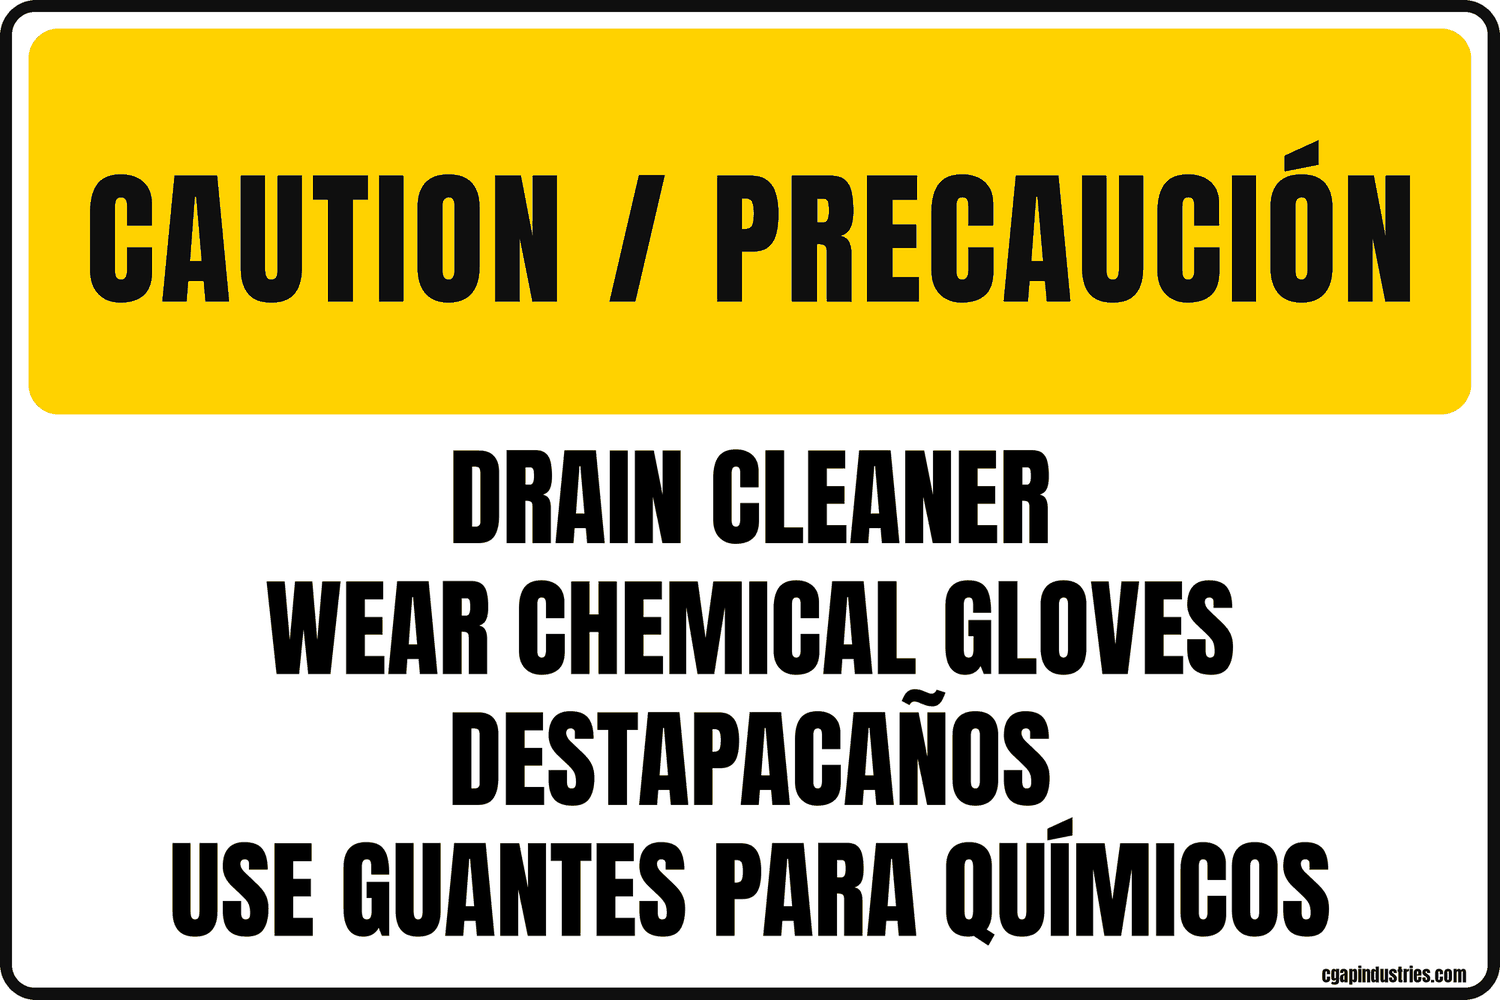 CAUTION / PRECAUCIÓN
DRAIN CLEANER
WEAR CHEMICAL GLOVES
DESTAPACAÑOS
USE GUANTES PARA QUÍMICOS
cgapindustries.com